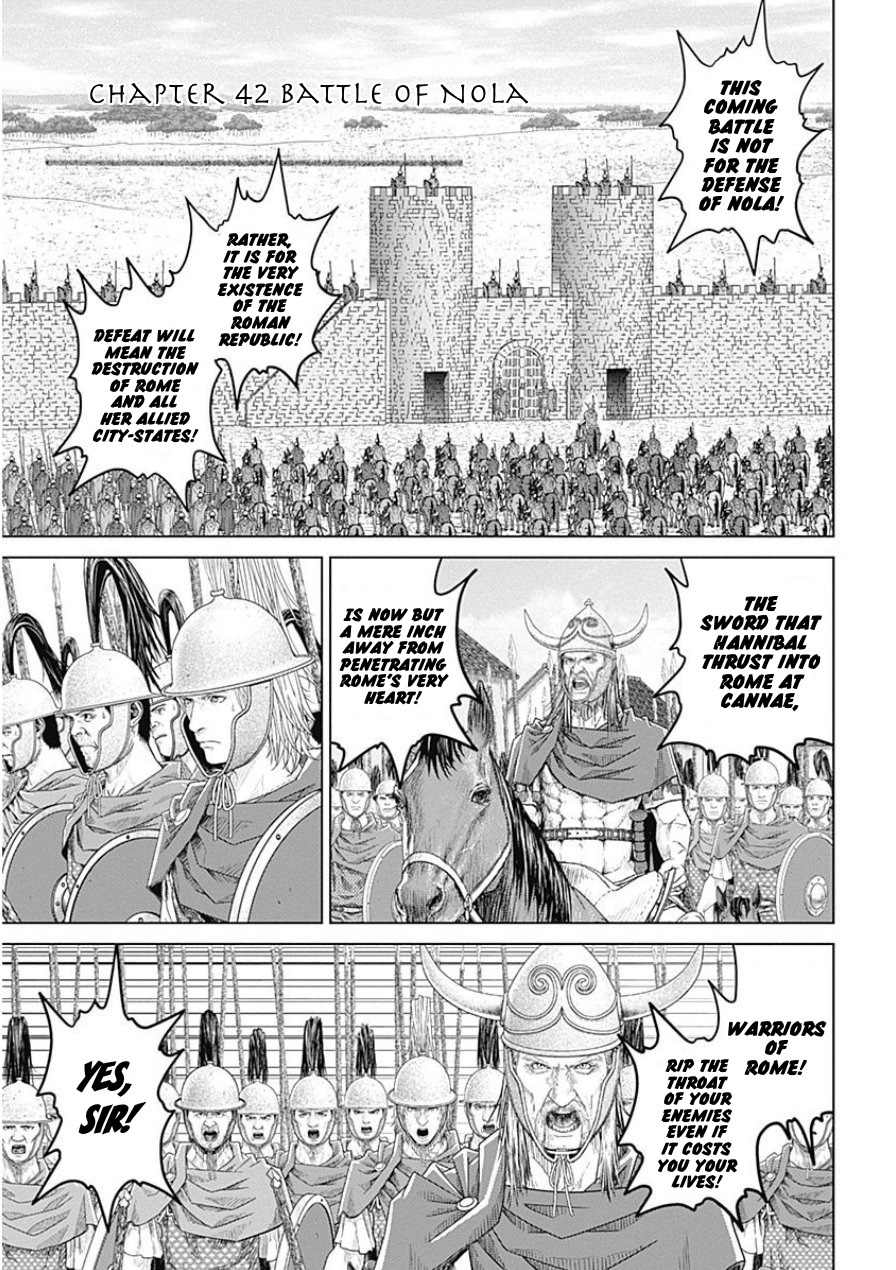 Chapter 42 Battle of Nola
THIS
COMING
BATTLE
IS NOT
FOR THE
DEFENSE
OF NOLA!
RATHER,
IT IS FOR
THE VERY
EXISTENCE
OF THE
ROMAN
REPUBLIC!
DEFEAT WILL
MEAN THE
DESTRUCTION
OF ROME
AND ALL
HER ALLIED
CITY-STATES!
THE
SWORD THAT
HANNIBAL
THRUST INTO
ROME AT
CANNAE,
IS NOW BUT
A MERE INCH
AWAY FROM
PENETRATING
ROME'S VERY
HEART!
WARRIORS
OF
ROME!
RIP THE
THROAT
OF YOUR
ENEMIES
EVEN IF
IT COSTS
YOU YOUR
LIVES!
YES,
SIR!